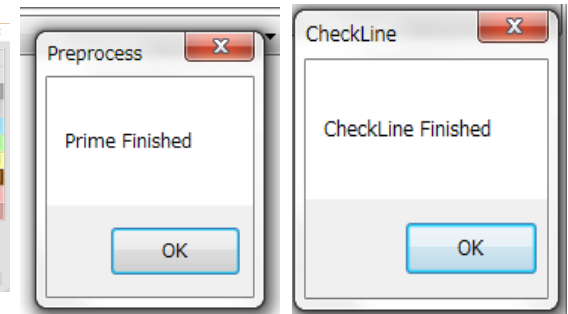 Preprocess
Prime Finished
OK
CheckLine
CheckLine Finished
OK